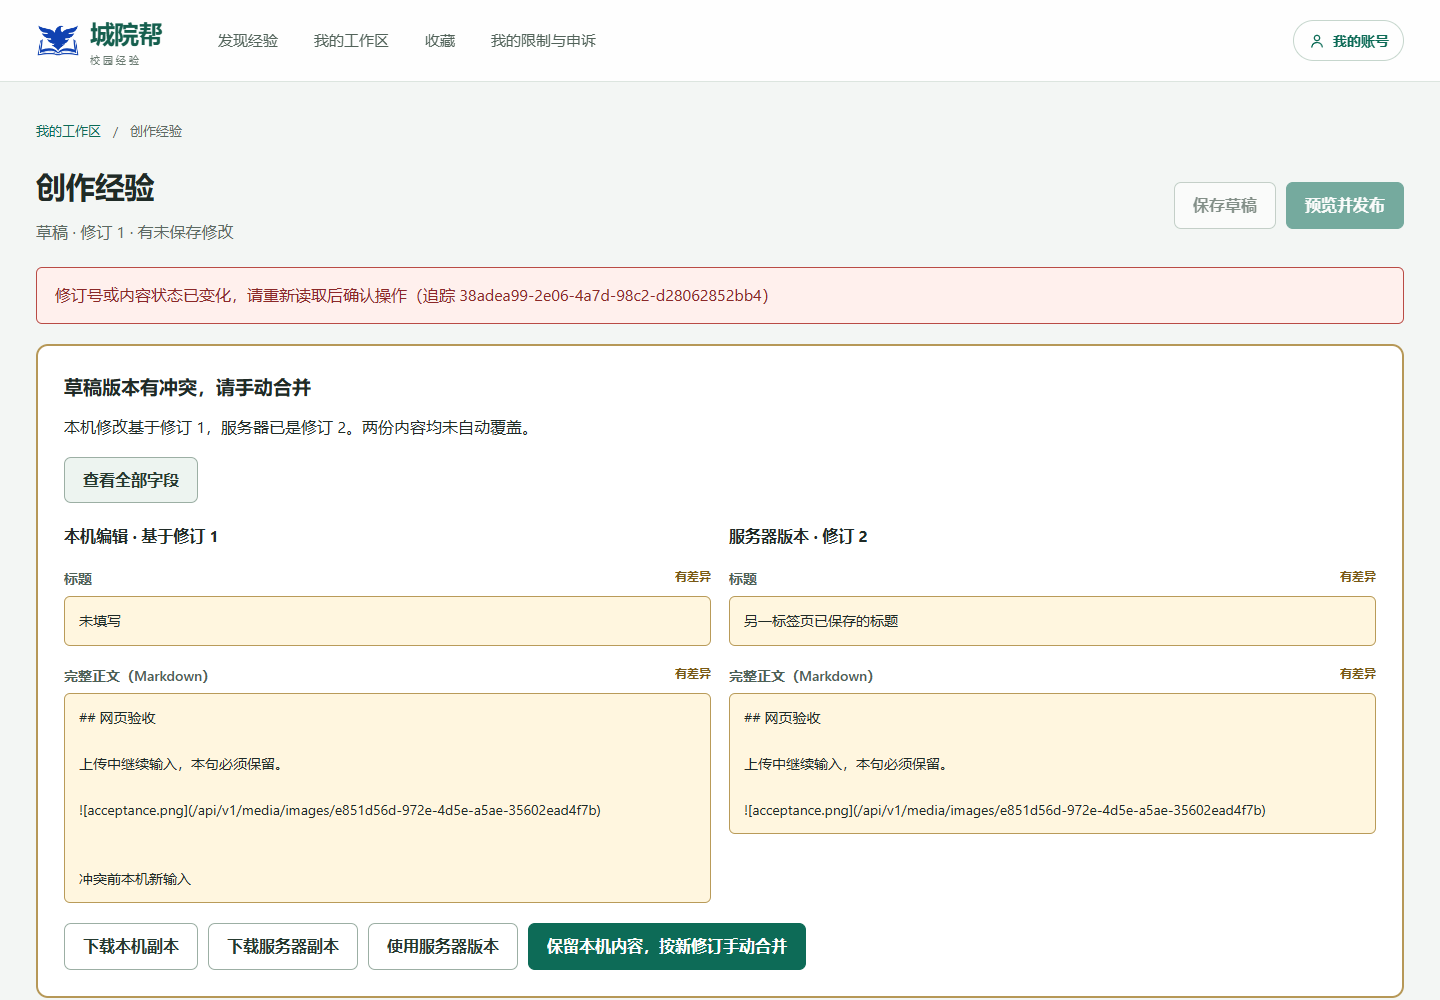 城院帮
校园经验
发现经验
我的工作区
收藏
我的限制与申诉
我的账号
我的工作区 / 创作经验
创作经验
草稿 · 修订 1 · 有未保存修改
保存草稿
预览并发布
修订号或内容状态已变化，请重新读取后确认操作（追踪 38adea99-2e06-4a7d-98c2-d28062852bb4）
草稿版本有冲突，请手动合并
本机修改基于修订 1，服务器已是修订 2。两份内容均未自动覆盖。
查看全部字段
本机编辑 · 基于修订 1
标题
有差异
未填写
完整正文（Markdown）
有差异
## 网页验收
上传中继续输入，本句必须保留。
![acceptance.png](/api/v1/media/images/e851d56d-972e-4d5e-a5ae-35602ead4f7b)
冲突前本机新输入
服务器版本 · 修订 2
标题
有差异
另一标签页已保存的标题
完整正文（Markdown）
有差异
## 网页验收
上传中继续输入，本句必须保留。
![acceptance.png](/api/v1/media/images/e851d56d-972e-4d5e-a5ae-35602ead4f7b)
下载本机副本
下载服务器副本
使用服务器版本
保留本机内容，按新修订手动合并